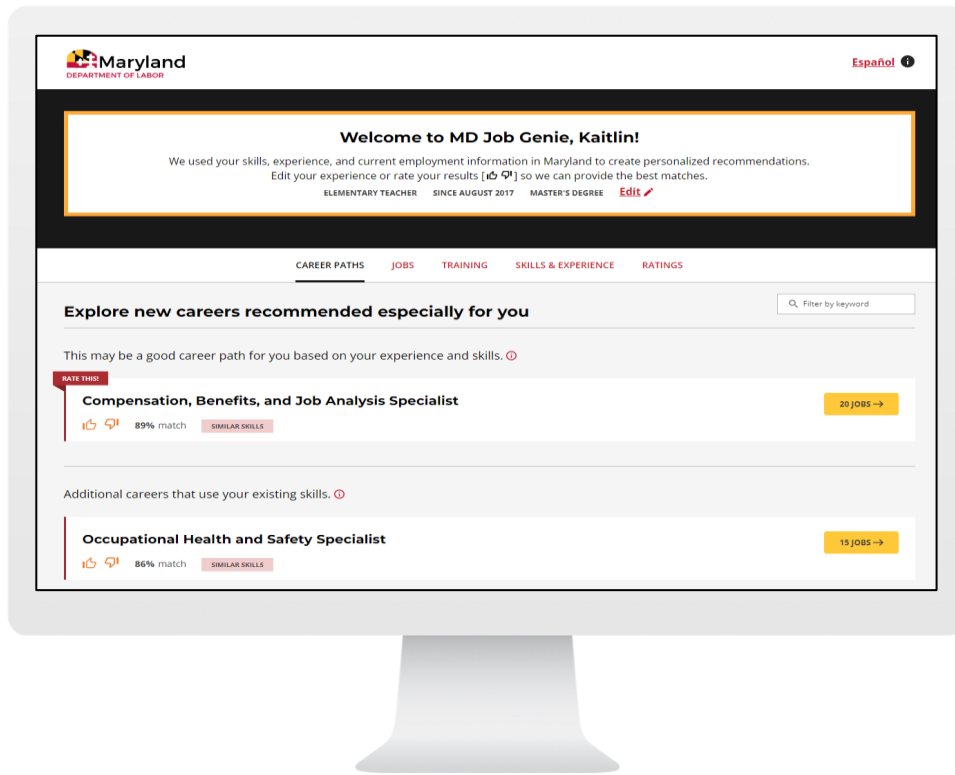 Maryland
DEPARTMENT OF LABOR
Español
Welcome to MD Job Genie, Kaitlin!
We used your skills, experience, and current employment information in Maryland to create personalized recommendations.
Edit your experience or rate your results [ ] so we can provide the best matches.
ELEMENTARY TEACHER SINCE AUGUST 2017 MASTER'S DEGREE Edit
CAREER PATHS JOBS TRAINING SKILLS & EXPERIENCE RATINGS
Explore new careers recommended especially for you
Filter by keyword
This may be a good career path for you based on your experience and skills.
RATE THIS!
Compensation, Benefits, and Job Analysis Specialist
20 JOBS →
89% match SIMILAR SKILLS
Additional careers that use your existing skills.
Occupational Health and Safety Specialist
15 JOBS →
86% match SIMILAR SKILLS